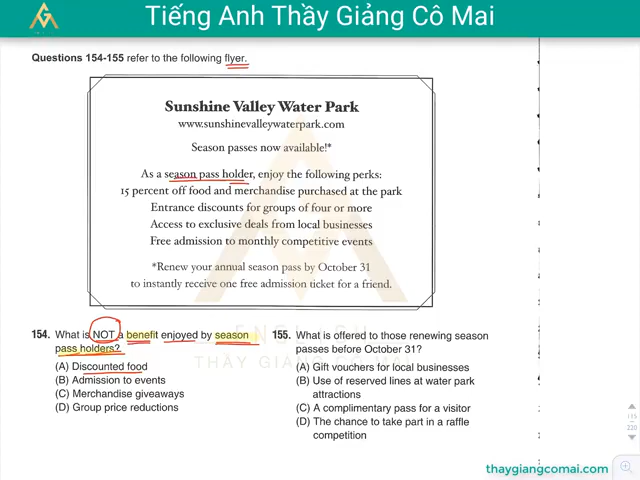 Tiếng Anh Thầy Giảng Cô Mai
Questions 154-155 refer to the following flyer.
Sunshine Valley Water Park
www.sunshinevalleywaterpark.com
Season passes now available!*
As a season pass holder, enjoy the following perks:
15 percent off food and merchandise purchased at the park
Entrance discounts for groups of four or more
Access to exclusive deals from local businesses
Free admission to monthly competitive events
*Renew your annual season pass by October 31
to instantly receive one free admission ticket for a friend.
ENGLISH
THẦY GIẢNG CÔ MAI
154. What is NOT a benefit enjoyed by season
pass holders?
(A) Discounted food
(B) Admission to events
(C) Merchandise giveaways
(D) Group price reductions
155. What is offered to those renewing season
passes before October 31?
(A) Gift vouchers for local businesses
(B) Use of reserved lines at water park
attractions
(C) A complimentary pass for a visitor
(D) The chance to take part in a raffle
competition
115
220
thaygiangcomai.com